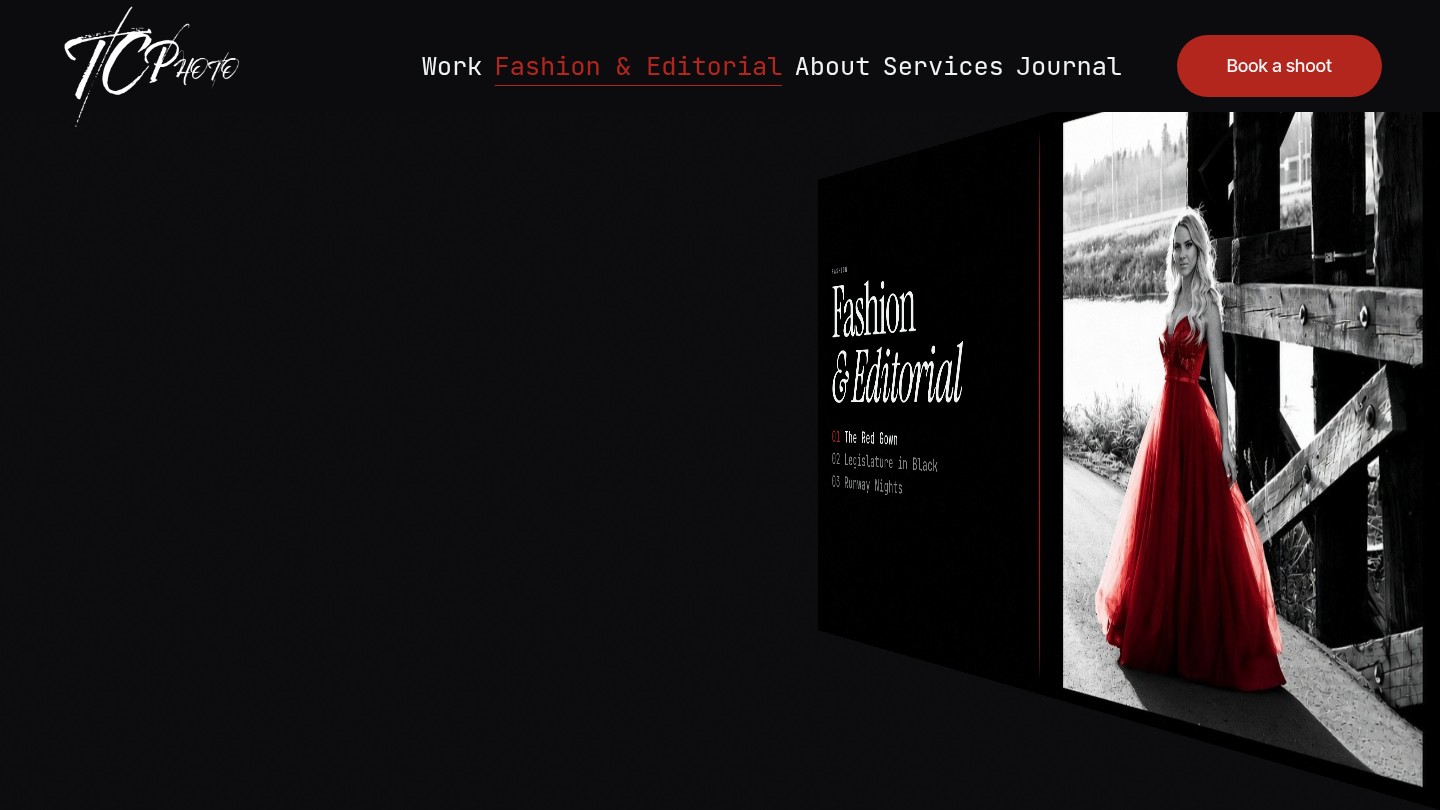 TCPHOTO
Work Fashion & Editorial About Services Journal
Book a shoot
FASHION
Fashion
& Editorial
01 The Red Gown
02 Legislature in Black
03 Runway Nights